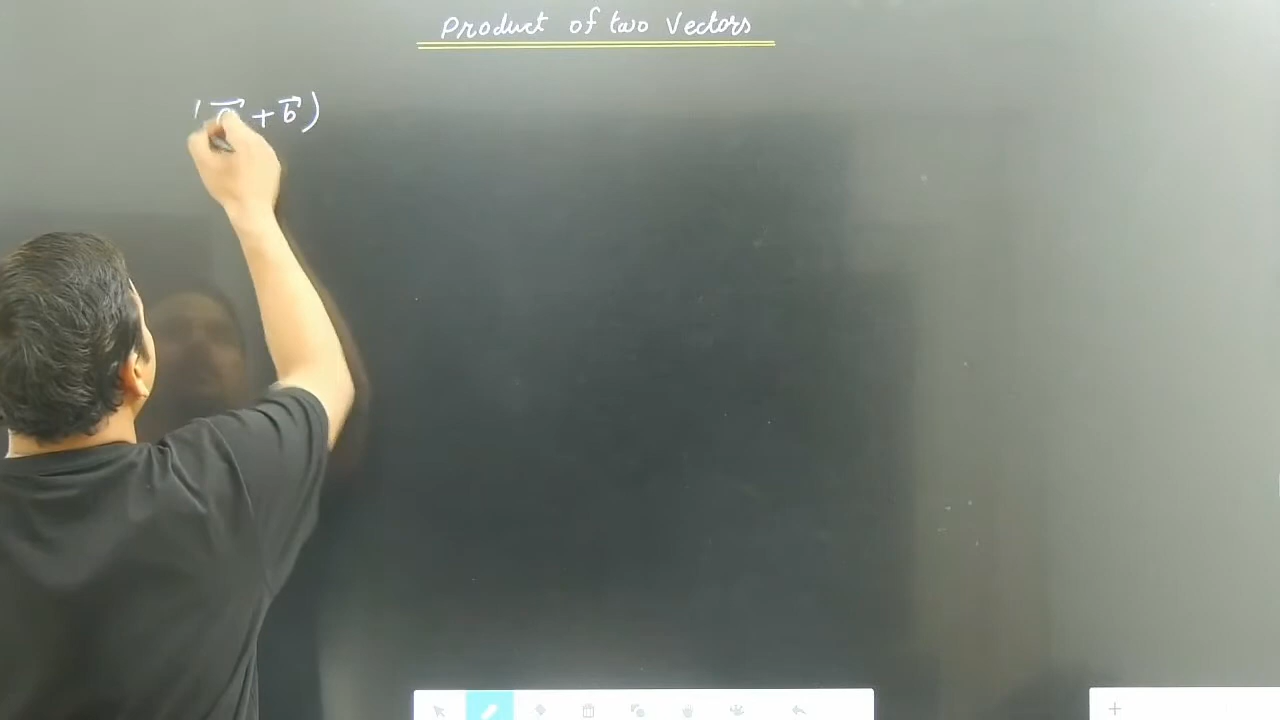 Product of two Vectors
(a⃗ + b⃗)